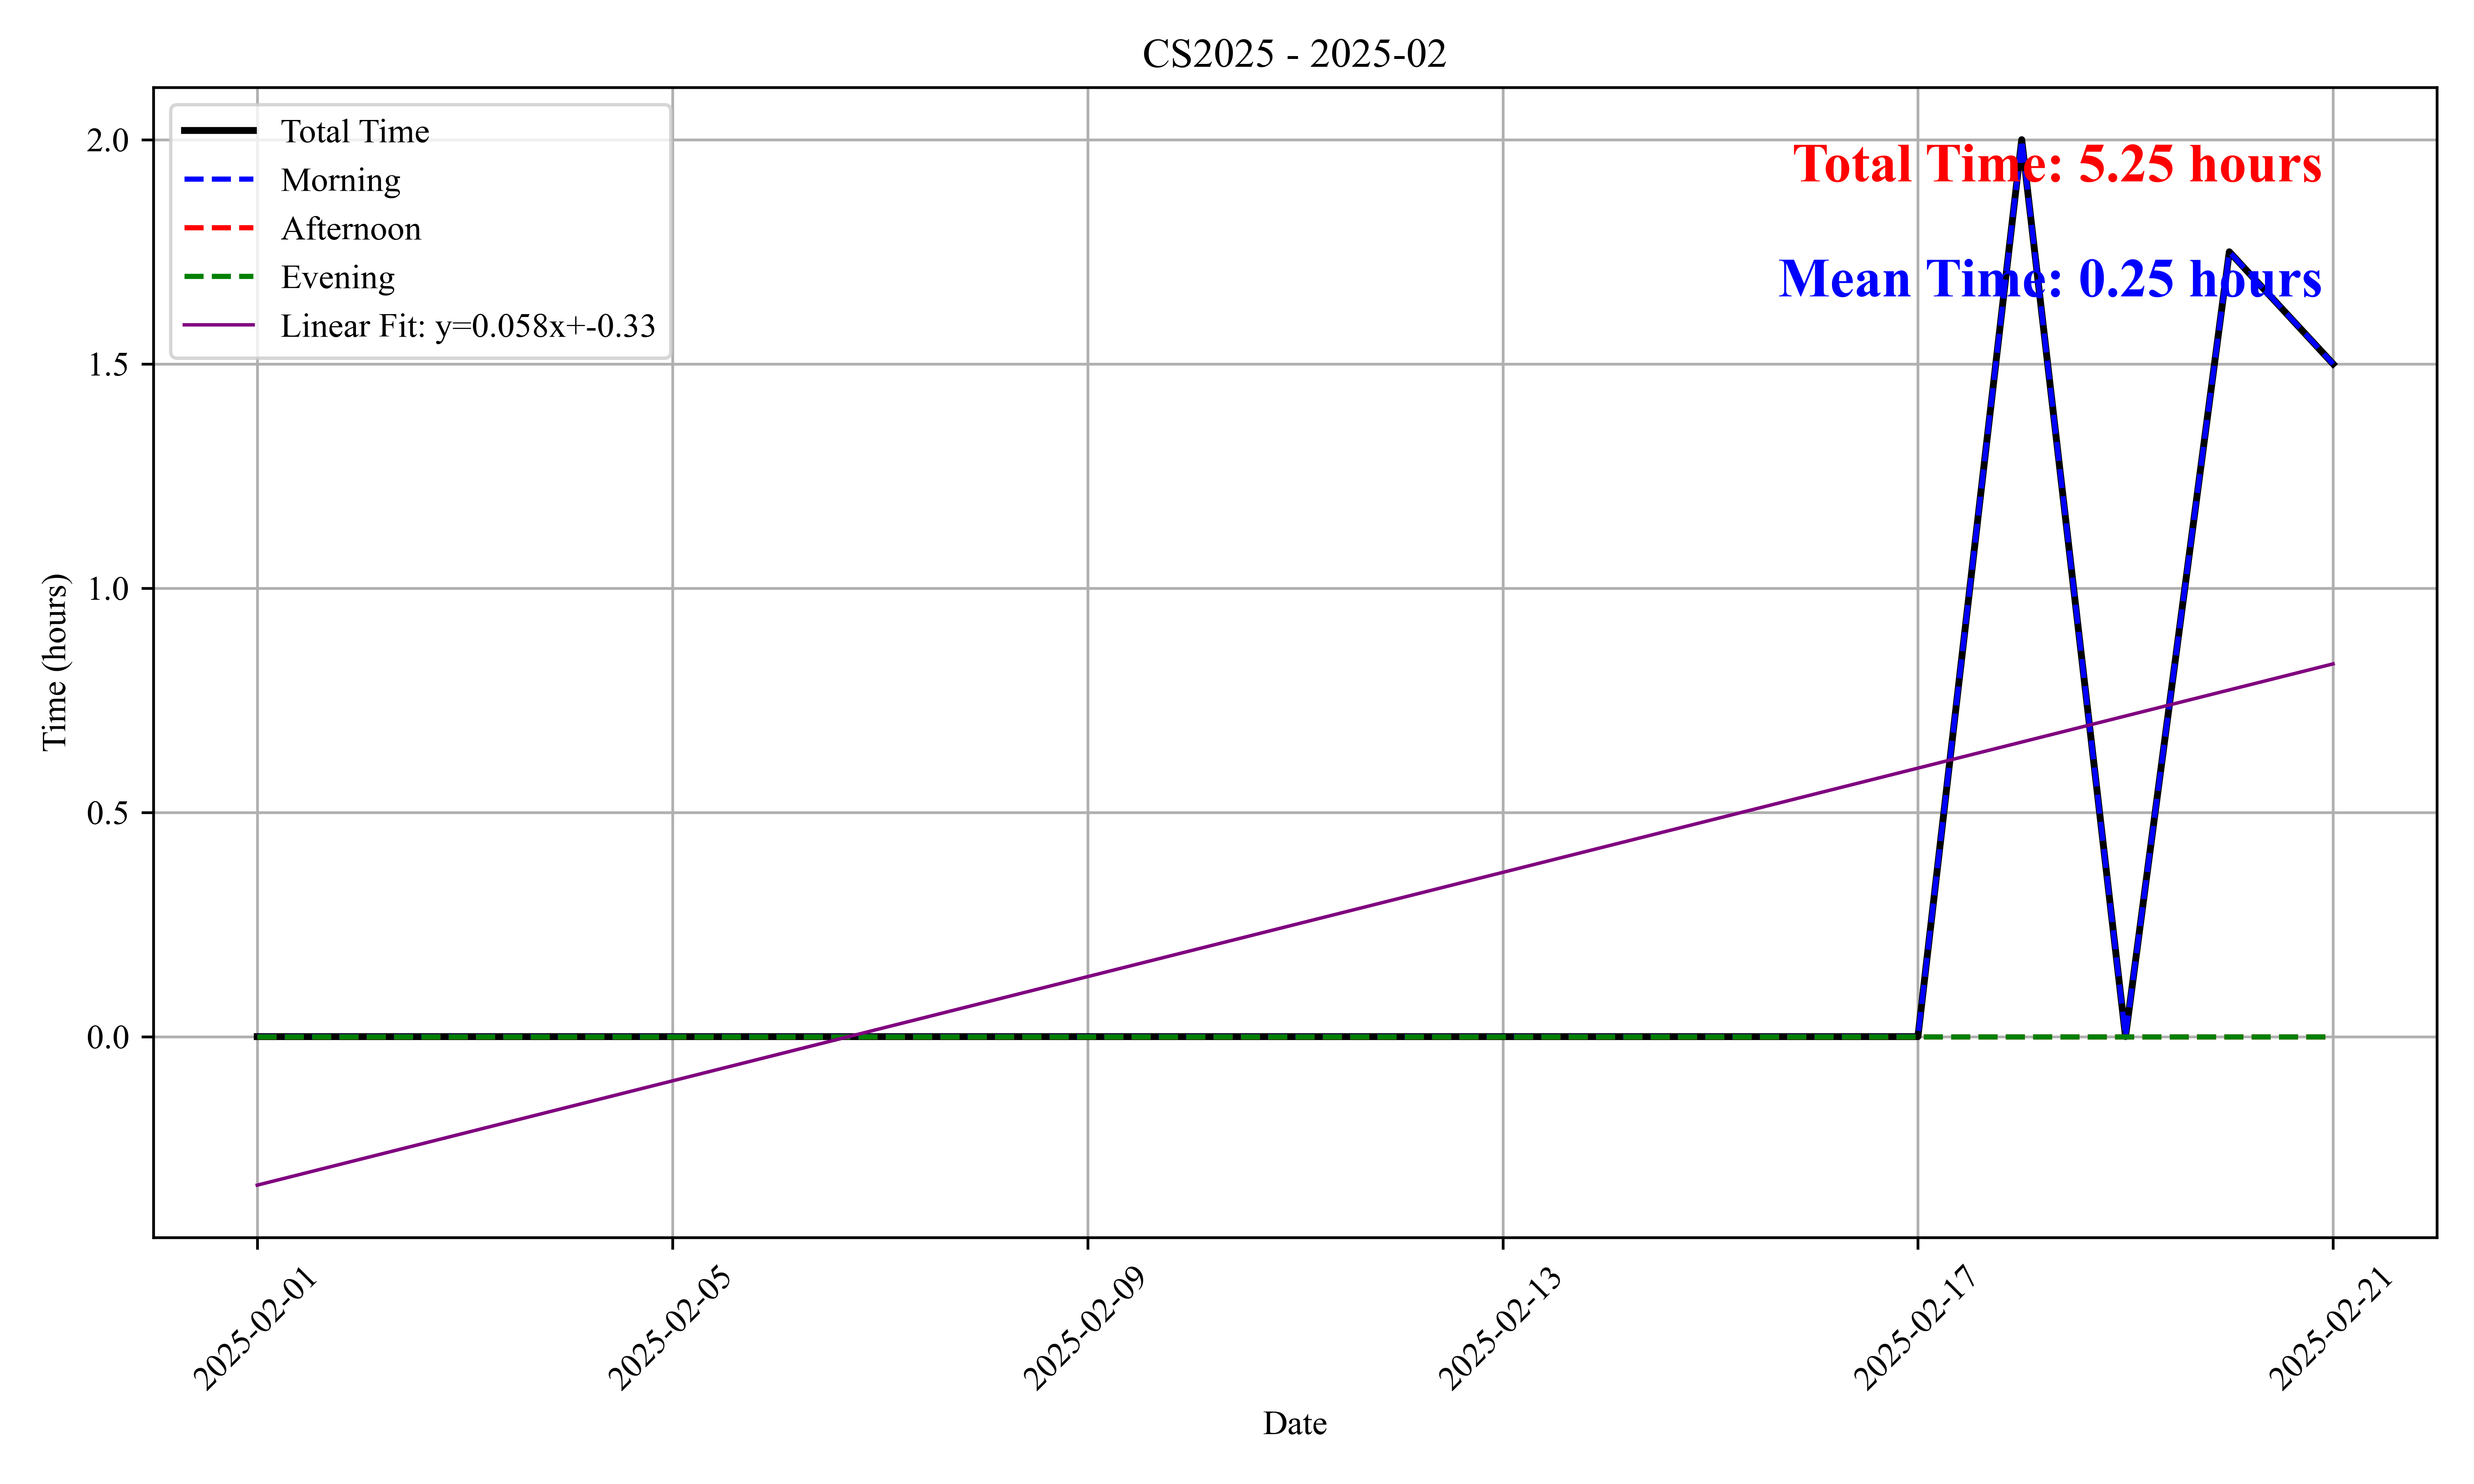 CS2025 - 2025-02
Total Time
Morning
Afternoon
Evening
Linear Fit: y=0.058x+-0.33
Total Time: 5.25 hours
Mean Time: 0.25 hours
Time (hours)
2.0
1.5
1.0
0.5
0.0
2025-02-01
2025-02-05
2025-02-09
2025-02-13
2025-02-17
2025-02-21
Date